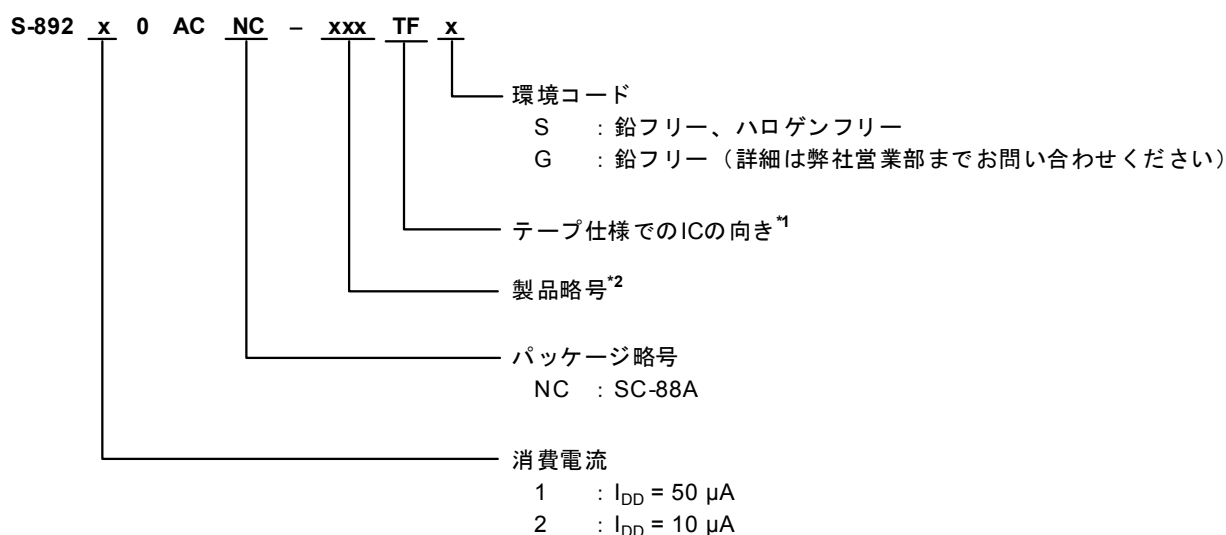 S-892 x 0 AC NC – xxx TF x
環境コード
S : 鉛フリー、ハロゲンフリー
G : 鉛フリー（詳細は弊社営業部までお問い合わせください）
テープ仕様でのICの向き*1
製品略号*2
パッケージ略号
NC : SC-88A
消費電流
1 : IDD = 50 μA
2 : IDD = 10 μA